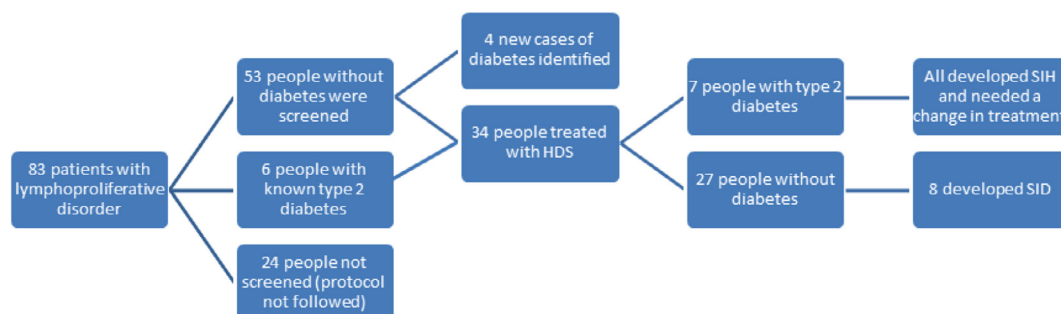 83 patients with
lymphoproliferative
disorder
53 people without
diabetes were
screened
6 people with
known type 2
diabetes
24 people not
screened (protocol
not followed)
4 new cases of
diabetes identified
34 people treated
with HDS
7 people with type 2
diabetes
27 people without
diabetes
All developed SIH
and needed a
change in treatment
8 developed SID